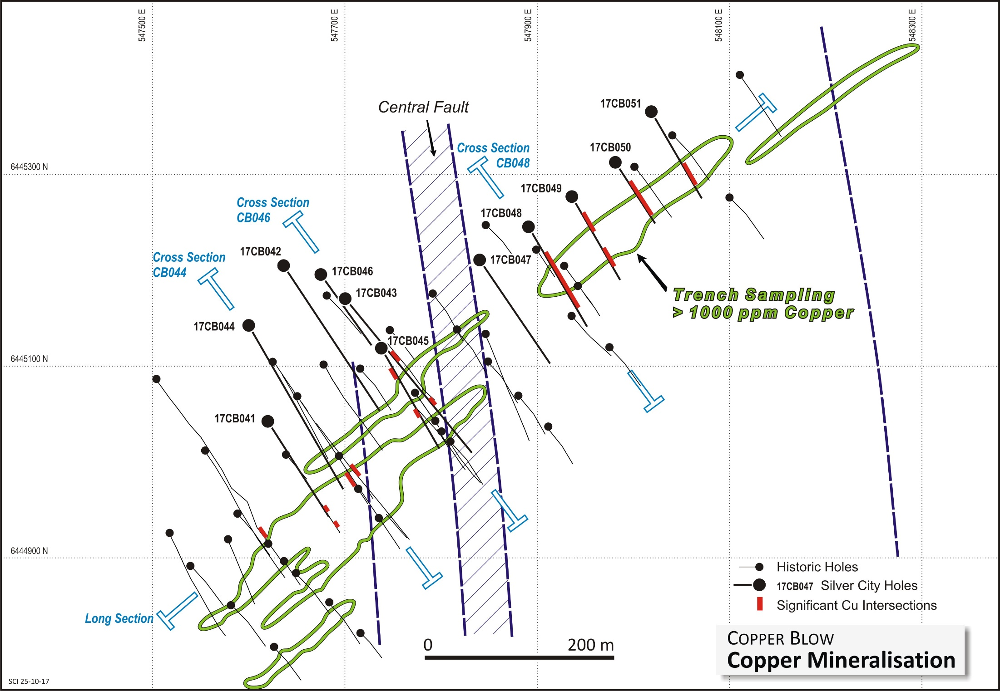 547500 E
547700 E
547900 E
548100 E
548300 E
Central Fault
17CB051
Cross Section
CB048
17CB050
6445300 N
17CB049
Cross Section
CB046
17CB048
17CB042
17CB047
Cross Section
CB044
17CB046
17CB043
Trench Sampling
> 1000 ppm Copper
17CB044
17CB045
6445100 N
17CB041
6444900 N
Historic Holes
17CB047 Silver City Holes
Significant Cu Intersections
Long Section
0 200 m
COPPER BLOW
Copper Mineralisation
SCI 25-10-17